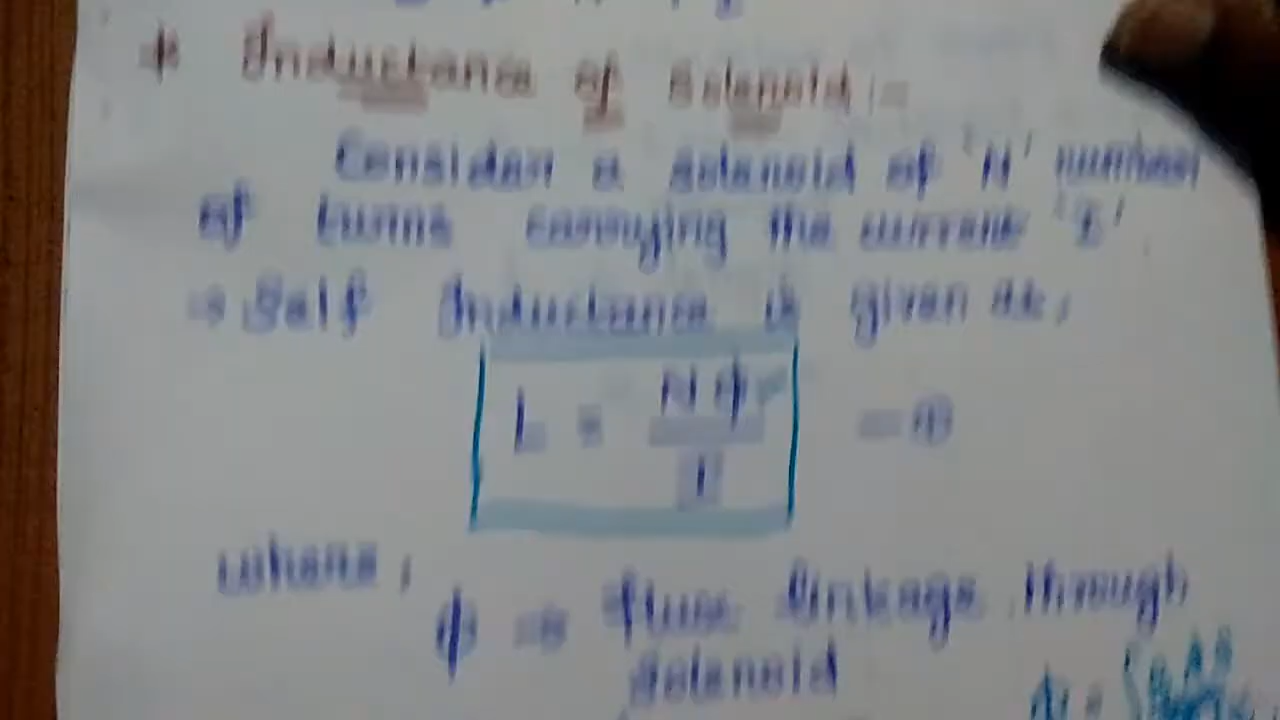 * Inductance of Solenoid :-
Consider a solenoid of 'N' number
of turns carrying the current 'I'
→ Self Inductance is given as,
L = Nφ / I — ①
where,
φ ⇒ flux linkage through
solenoid